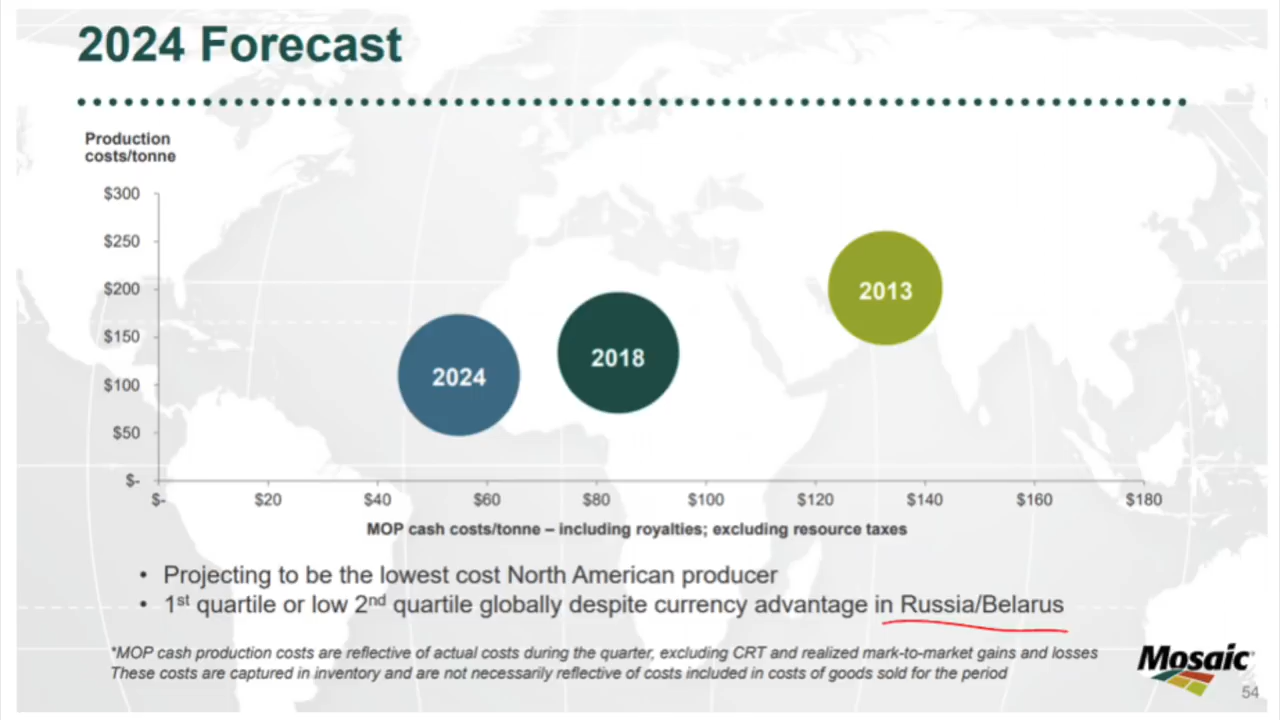 2024 Forecast
Production
costs/tonne
$300
$250
$200
$150
$100
$50
$-
2013
2018
2024
$-
$20
$40
$60
$80
$100
$120
$140
$160
$180
MOP cash costs/tonne – including royalties; excluding resource taxes
• Projecting to be the lowest cost North American producer
• 1st quartile or low 2nd quartile globally despite currency advantage in Russia/Belarus
*MOP cash production costs are reflective of actual costs during the quarter, excluding CRT and realized mark-to-market gains and losses
These costs are captured in inventory and are not necessarily reflective of costs included in costs of goods sold for the period
Mosaic
54